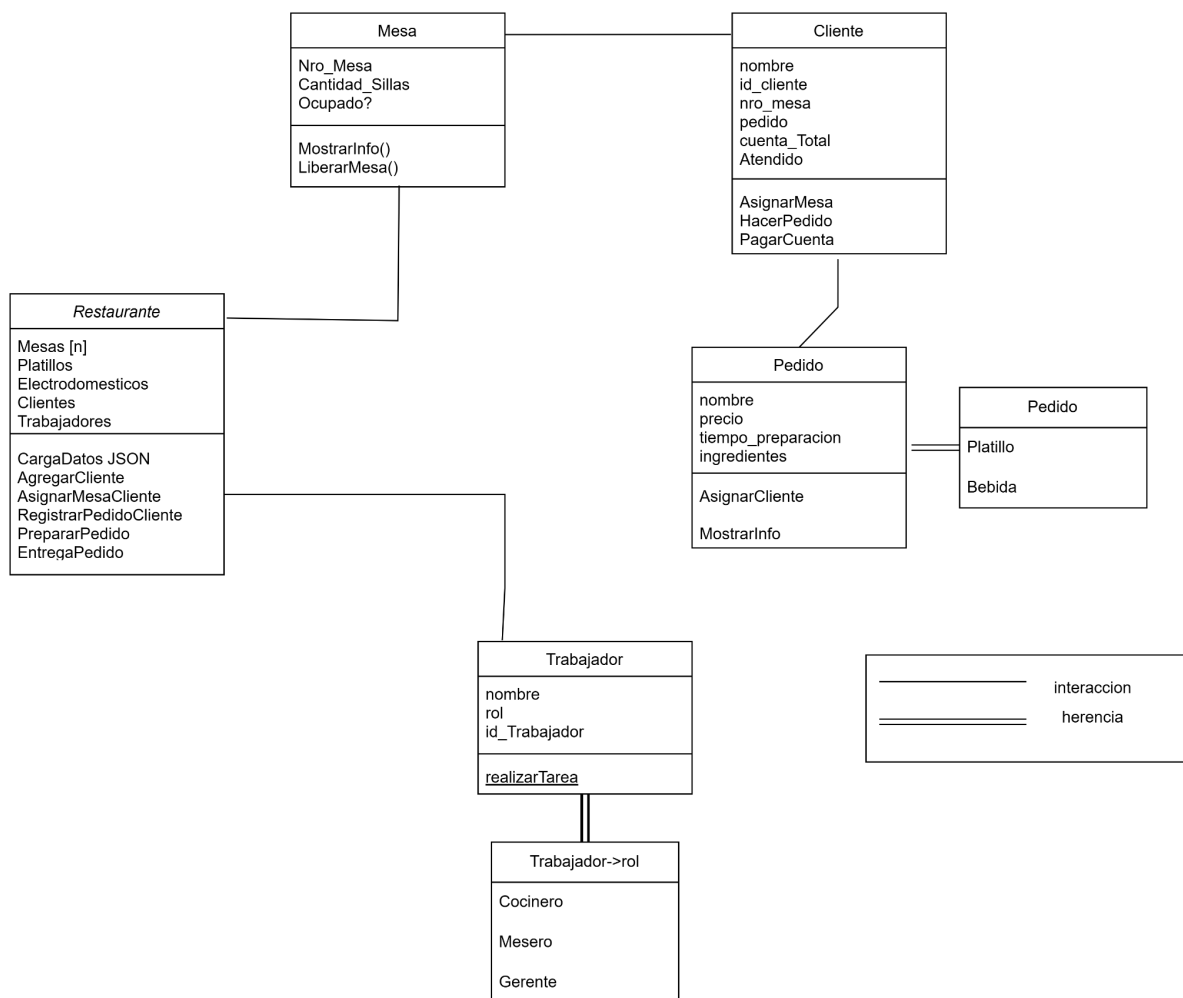 Mesa
Nro_Mesa
Cantidad_Sillas
Ocupado?
MostrarInfo()
LiberarMesa()
Cliente
nombre
id_cliente
nro_mesa
pedido
cuenta_Total
Atendido
AsignarMesa
HacerPedido
PagarCuenta
Restaurante
Mesas [n]
Platillos
Electrodomesticos
Clientes
Trabajadores
CargaDatos JSON
AgregarCliente
AsignarMesaCliente
RegistrarPedidoCliente
PrepararPedido
EntregaPedido
Pedido
nombre
precio
tiempo_preparacion
ingredientes
AsignarCliente
MostrarInfo
Pedido
Platillo
Bebida
Trabajador
nombre
rol
id_Trabajador
realizarTarea
Trabajador->rol
Cocinero
Mesero
Gerente
interaccion
herencia